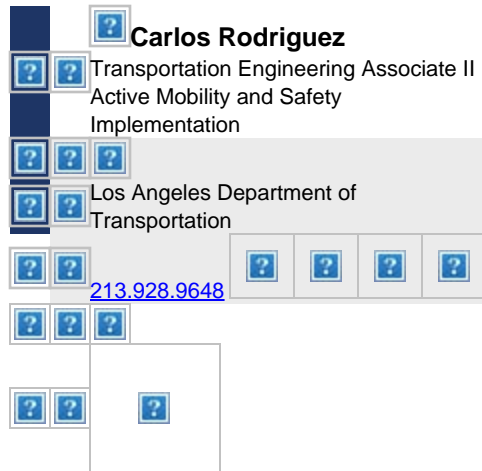 Carlos Rodriguez
Transportation Engineering Associate II
Active Mobility and Safety
Implementation
Los Angeles Department of
Transportation
213.928.9648